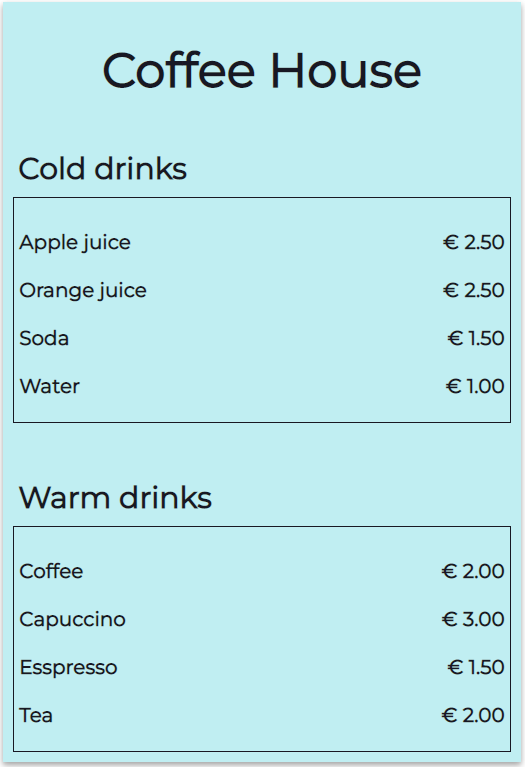 Coffee House
Cold drinks
Apple juice € 2.50
Orange juice € 2.50
Soda € 1.50
Water € 1.00
Warm drinks
Coffee € 2.00
Capuccino € 3.00
Esspresso € 1.50
Tea € 2.00